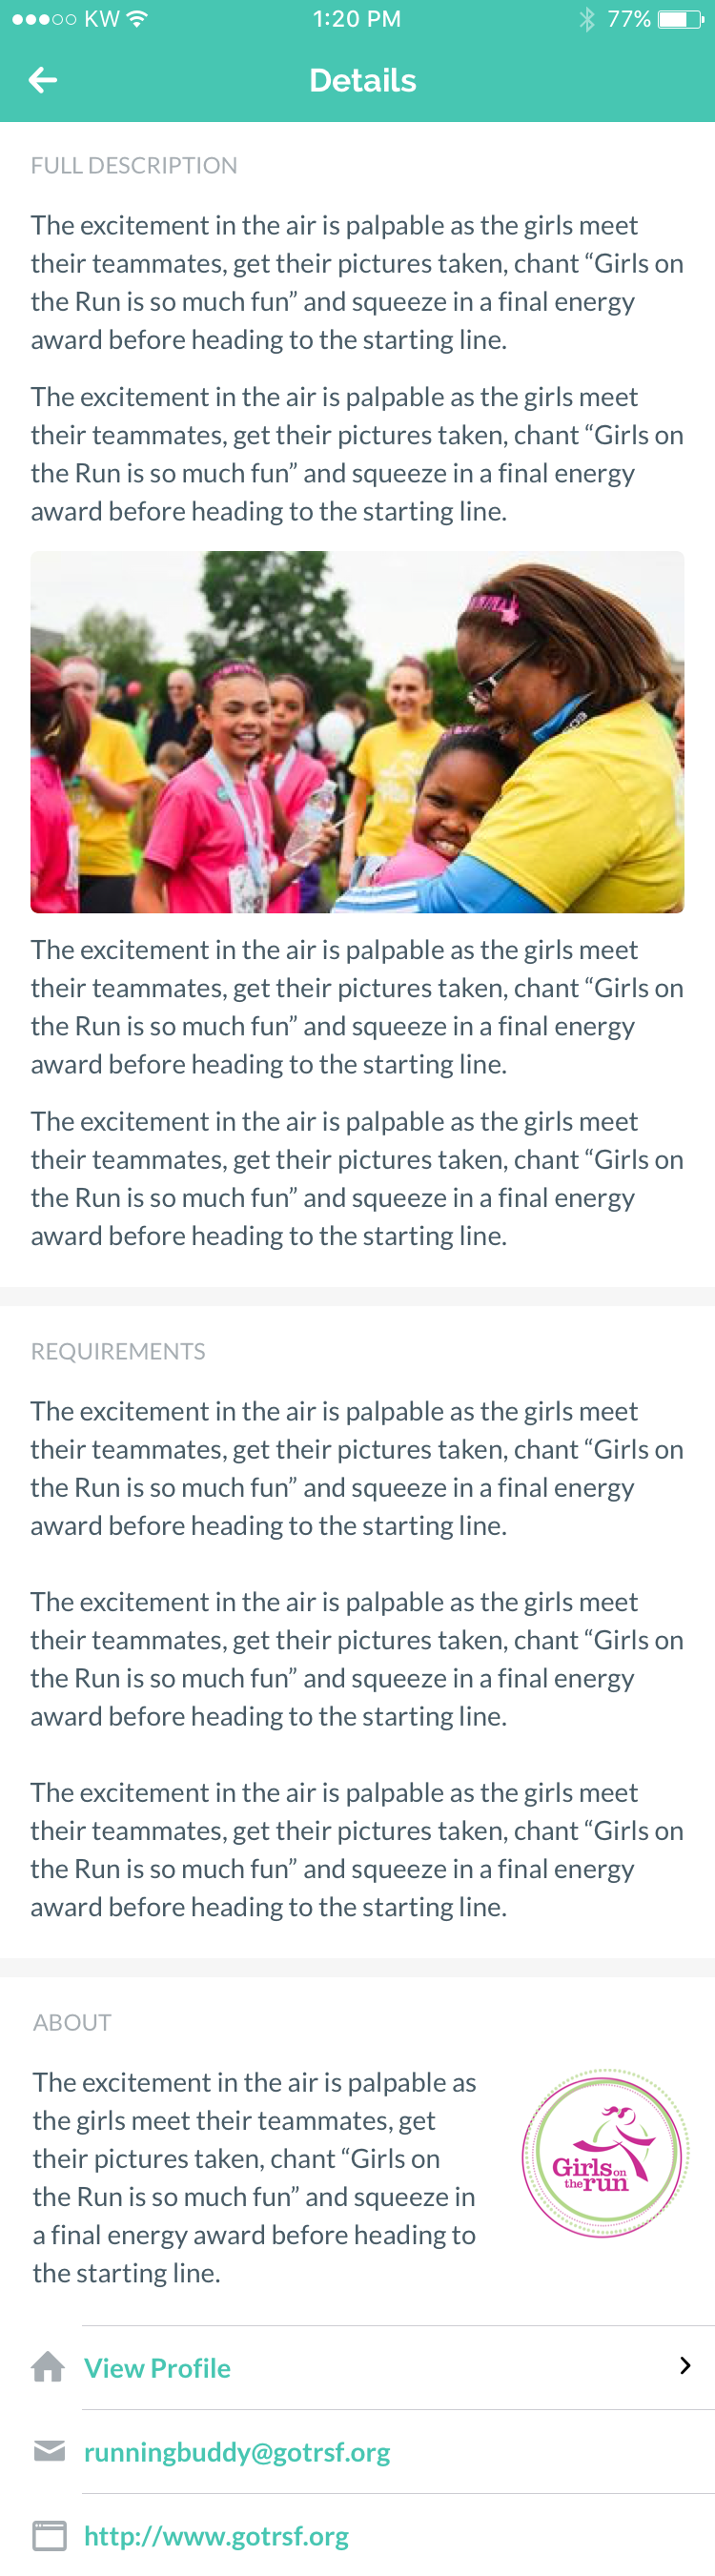 KW 1:20 PM 77%
Details
FULL DESCRIPTION
The excitement in the air is palpable as the girls meet
their teammates, get their pictures taken, chant “Girls on
the Run is so much fun” and squeeze in a final energy
award before heading to the starting line.
The excitement in the air is palpable as the girls meet
their teammates, get their pictures taken, chant “Girls on
the Run is so much fun” and squeeze in a final energy
award before heading to the starting line.
The excitement in the air is palpable as the girls meet
their teammates, get their pictures taken, chant “Girls on
the Run is so much fun” and squeeze in a final energy
award before heading to the starting line.
The excitement in the air is palpable as the girls meet
their teammates, get their pictures taken, chant “Girls on
the Run is so much fun” and squeeze in a final energy
award before heading to the starting line.
REQUIREMENTS
The excitement in the air is palpable as the girls meet
their teammates, get their pictures taken, chant “Girls on
the Run is so much fun” and squeeze in a final energy
award before heading to the starting line.
The excitement in the air is palpable as the girls meet
their teammates, get their pictures taken, chant “Girls on
the Run is so much fun” and squeeze in a final energy
award before heading to the starting line.
The excitement in the air is palpable as the girls meet
their teammates, get their pictures taken, chant “Girls on
the Run is so much fun” and squeeze in a final energy
award before heading to the starting line.
ABOUT
The excitement in the air is palpable as
the girls meet their teammates, get
their pictures taken, chant “Girls on
the Run is so much fun” and squeeze in
a final energy award before heading to
the starting line.
Girls on
the run
View Profile
runningbuddy@gotrsf.org
http://www.gotrsf.org